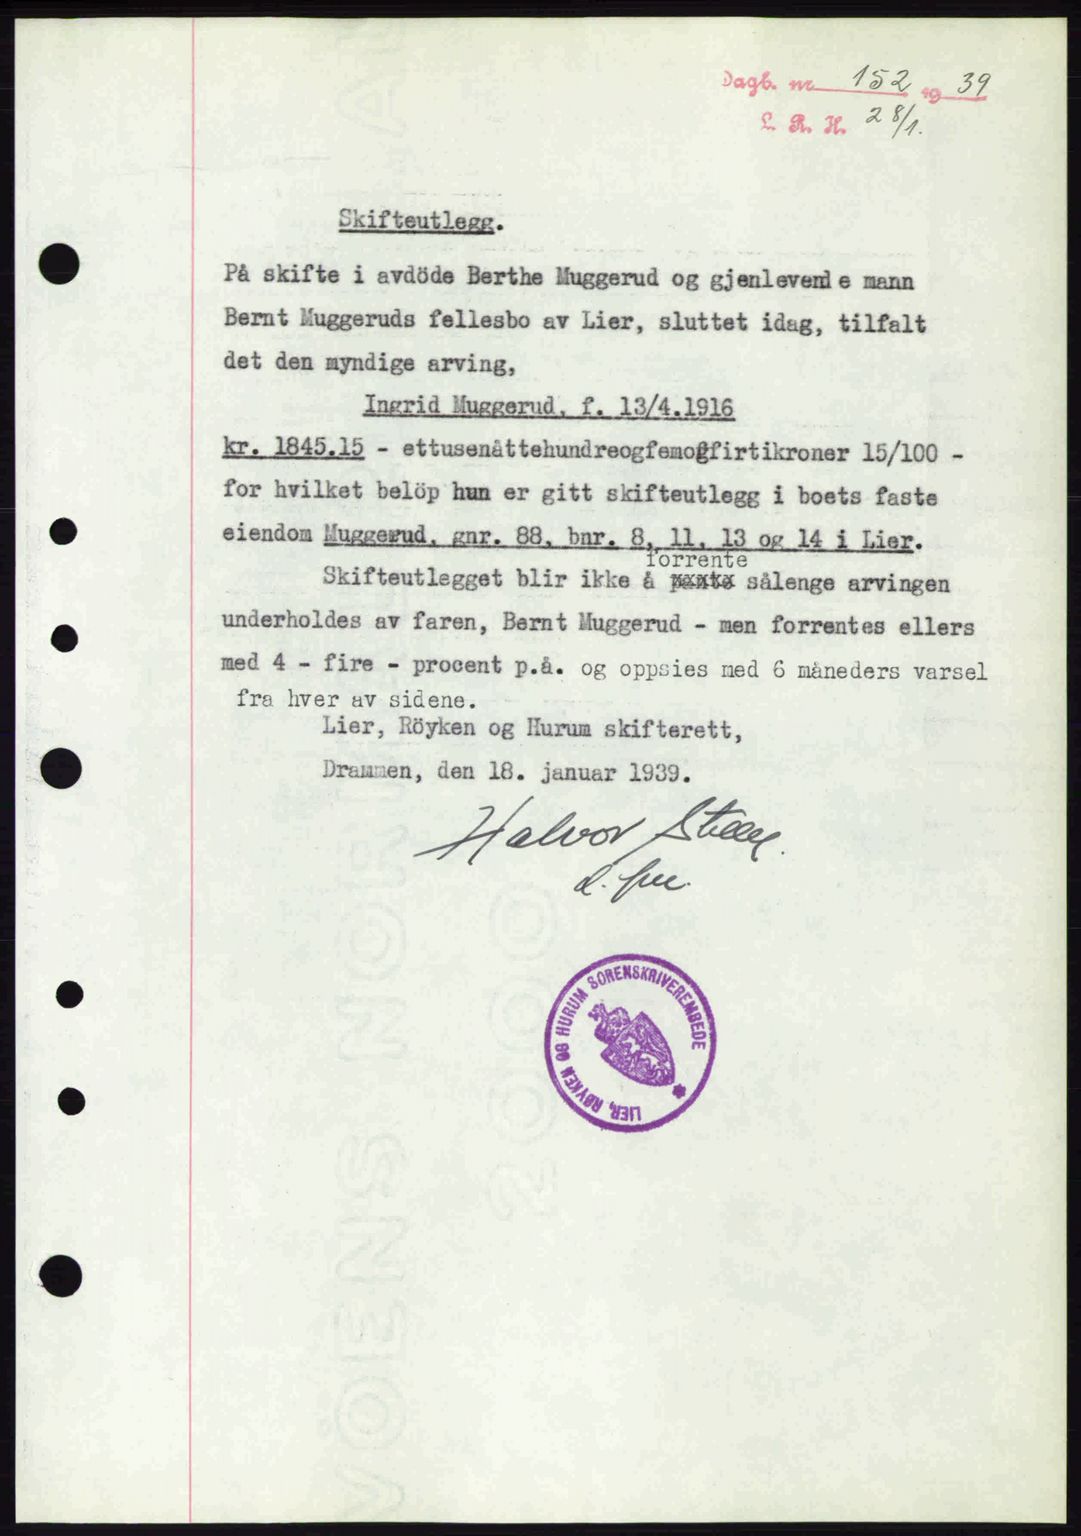 Dagb. nr 152 19 39
L. R. H. 28/1.
Skifteutlegg.
På skifte i avdöde Berthe Muggerud og gjenlevende mann
Bernt Muggeruds fellesbo av Lier, sluttet idag, tilfalt
det den myndige arving,
Ingrid Muggerud, f. 13/4.1916
kr. 1845.15 - ettusenåttehundreogfemogfirtikroner 15/100 -
for hvilket belöp hun er gitt skifteutlegg i boets faste
eiendom Muggerud, gnr. 88, bnr. 8, 11, 13 og 14 i Lier.
forrente
Skifteutlegget blir ikke å sålenge arvingen
underholdes av faren, Bernt Muggerud - men forrentes ellers
med 4 - fire - procent p.å. og oppsies med 6 måneders varsel
fra hver av sidene.
Lier, Röyken og Hurum skifterett,
Drammen, den 18. januar 1939.
Halvor
LIER, RØYKEN OG HURUM SORENSKRIVEREMBEDE